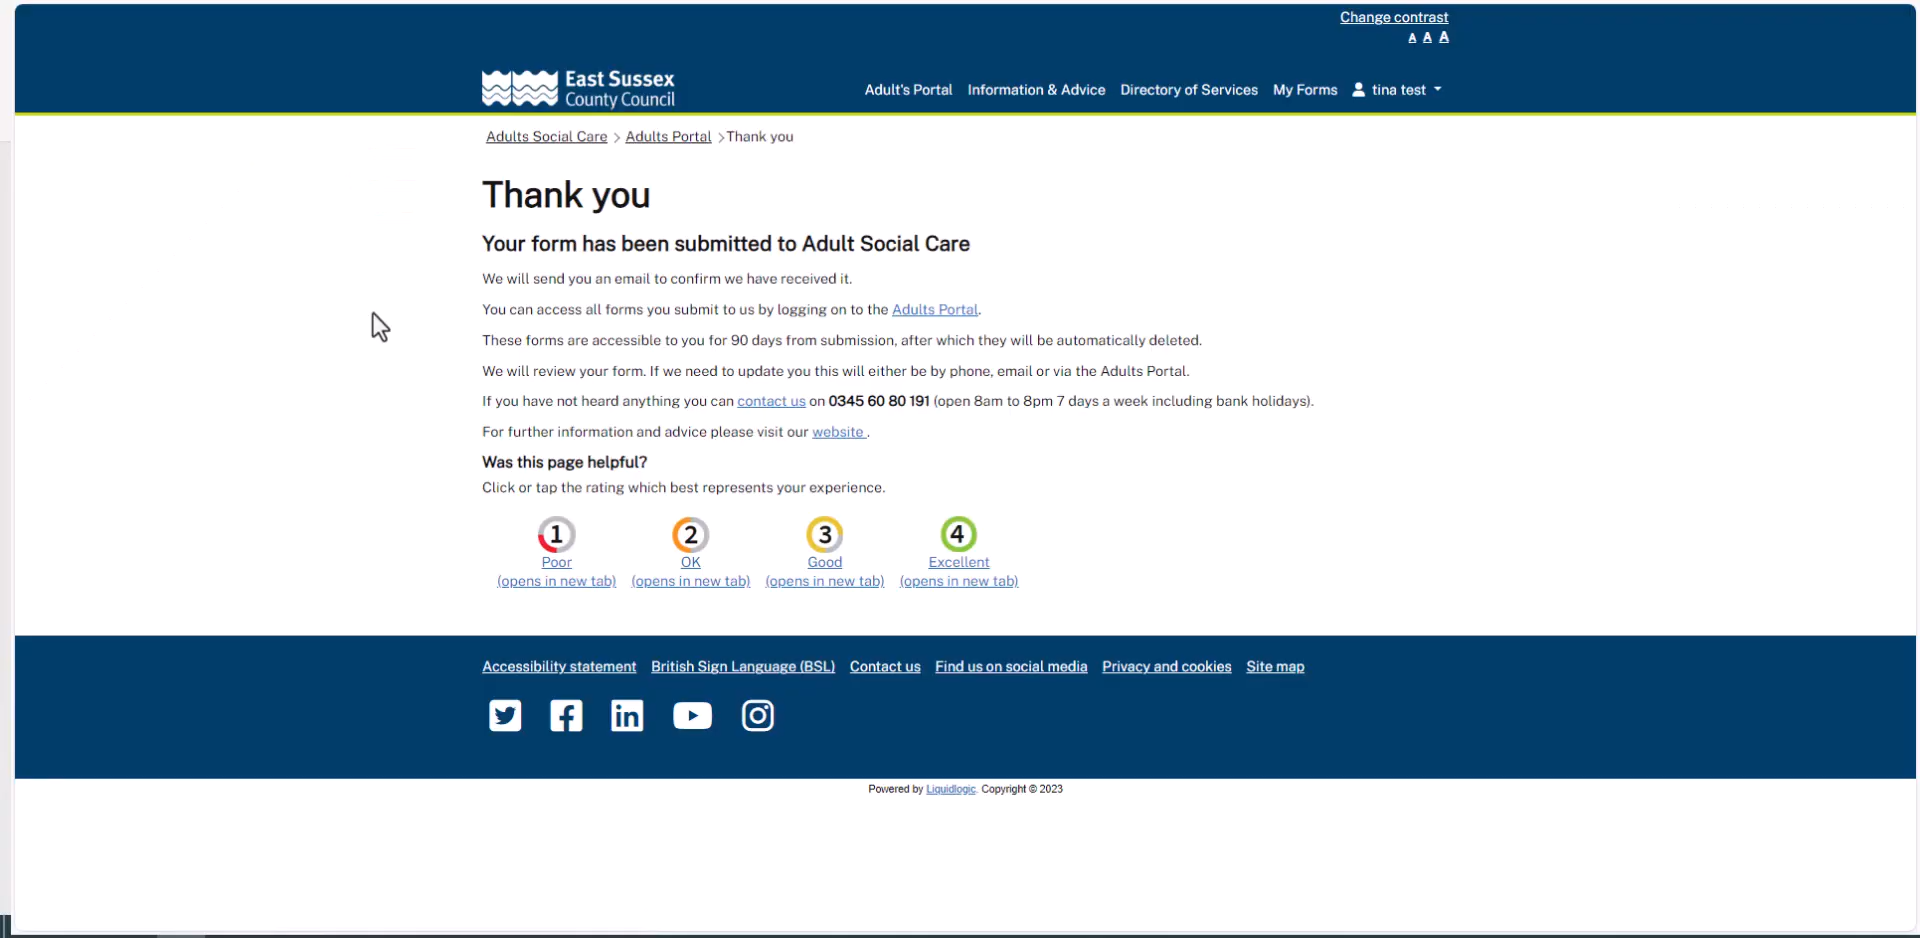 Change contrast
A A A
East Sussex
County Council
Adult's Portal Information & Advice Directory of Services My Forms tina test
Adults Social Care > Adults Portal >Thank you
Thank you
Your form has been submitted to Adult Social Care
We will send you an email to confirm we have received it.
You can access all forms you submit to us by logging on to the Adults Portal.
These forms are accessible to you for 90 days from submission, after which they will be automatically deleted.
We will review your form. If we need to update you this will either be by phone, email or via the Adults Portal.
If you have not heard anything you can contact us on 0345 60 80 191 (open 8am to 8pm 7 days a week including bank holidays).
For further information and advice please visit our website .
Was this page helpful?
Click or tap the rating which best represents your experience.
1 2 3 4
Poor OK Good Excellent
(opens in new tab) (opens in new tab) (opens in new tab) (opens in new tab)
Accessibility statement British Sign Language (BSL) Contact us Find us on social media Privacy and cookies Site map
Powered by Liquidlogic. Copyright © 2023